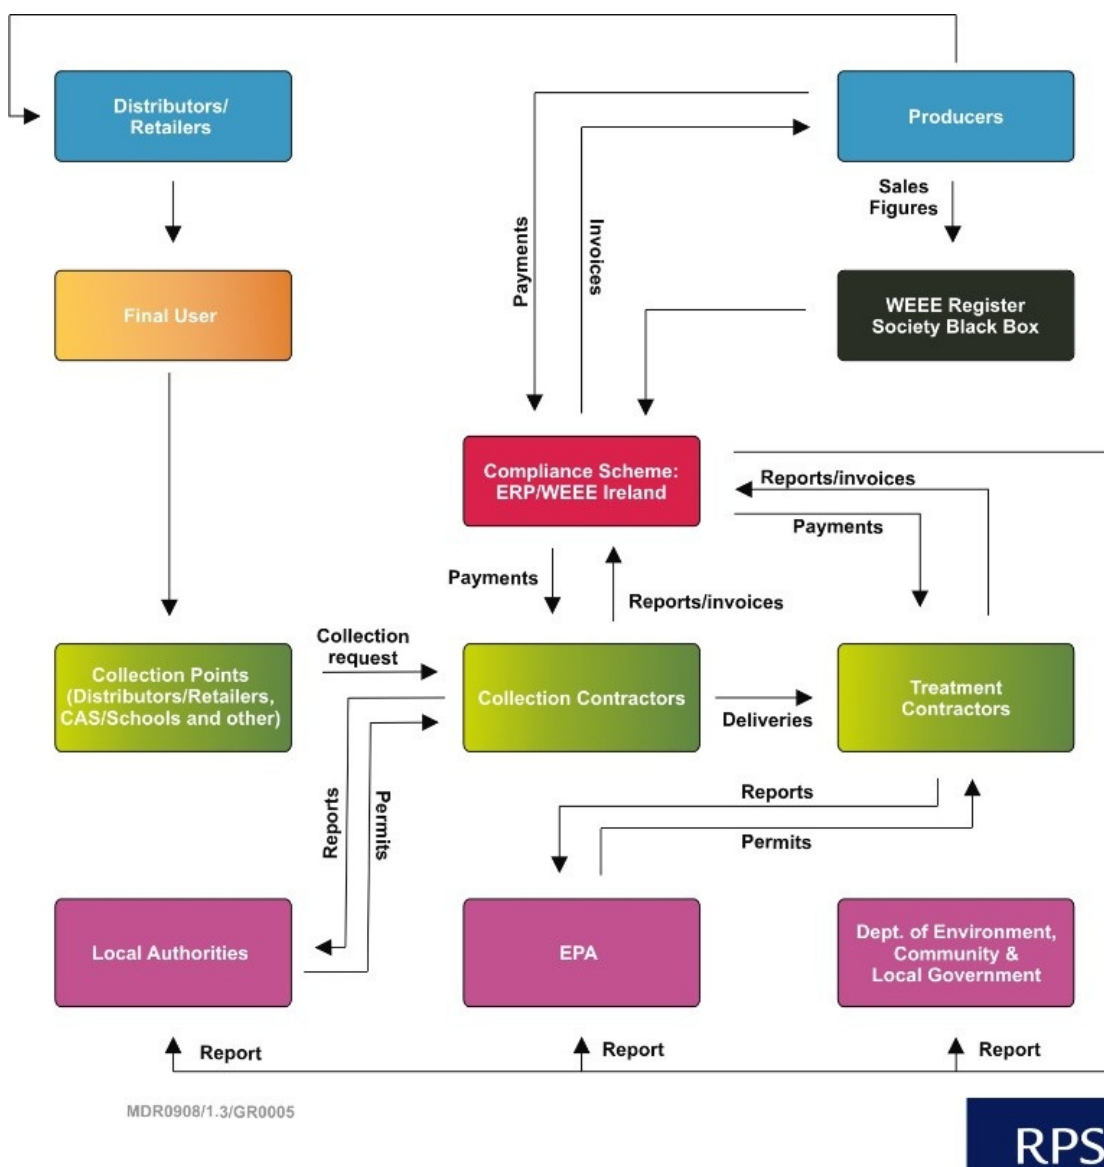 Distributors/
Retailers
Producers
Sales
Figures
Payments
Invoices
Final User
WEEE Register
Society Black Box
Compliance Scheme:
ERP/WEEE Ireland
Reports/invoices
Payments
Payments
Reports/invoices
Collection
request
Collection Points
(Distributors/Retailers,
CAS/Schools and other)
Collection Contractors
Deliveries
Treatment
Contractors
Reports
Permits
Reports
Permits
Local Authorities
EPA
Dept. of Environment,
Community &
Local Government
Report
Report
Report
MDR0908/1.3/GR0005
RPS